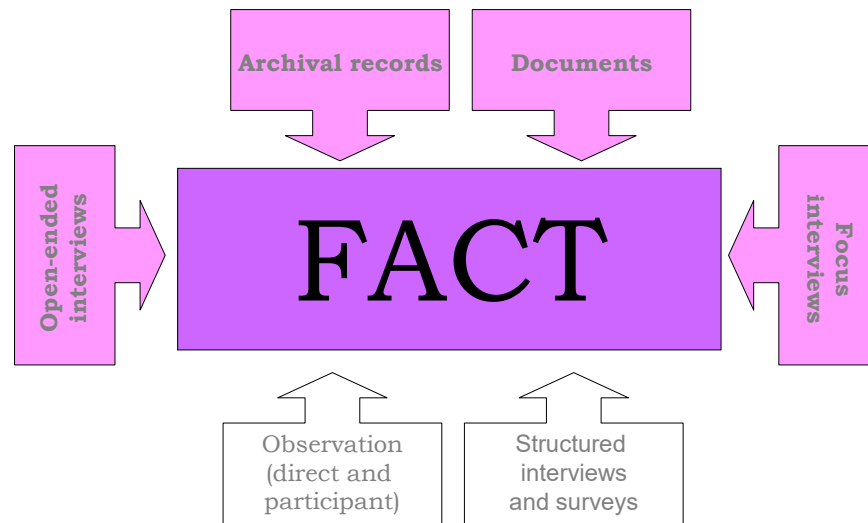 Archival records
Documents
Open-ended
interviews
FACT
Focus
interviews
Observation
(direct and
participant)
Structured
interviews
and surveys